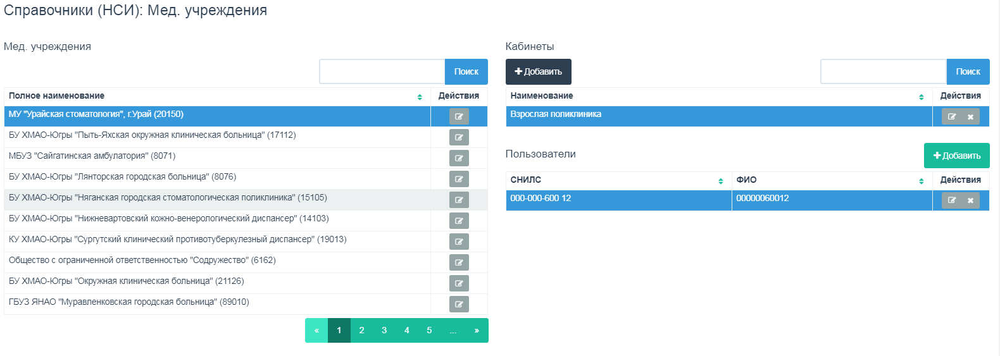 Справочники (НСИ): Мед. учреждения
Мед. учреждения
Поиск
Полное наименование Действия
МУ "Урайская стоматология", г.Урай (20150)
БУ ХМАО-Югры "Пыть-Яхская окружная клиническая больница" (17112)
МБУЗ "Сайгатинская амбулатория" (8071)
БУ ХМАО-Югры "Лянторская городская больница" (8076)
БУ ХМАО-Югры "Няганская городская стоматологическая поликлиника" (15105)
БУ ХМАО-Югры "Нижневартовский кожно-венерологический диспансер" (14103)
КУ ХМАО-Югры "Сургутский клинический противотуберкулезный диспансер" (19013)
Общество с ограниченной ответственностью "Содружество" (6162)
БУ ХМАО-Югры "Окружная клиническая больница" (21126)
ГБУЗ ЯНАО "Муравленковская городская больница" (89010)
« 1 2 3 4 5 ... »
Кабинеты
Добавить Поиск
Наименование Действия
Взрослая поликлиника
Пользователи Добавить
СНИЛС ФИО Действия
000-000-600 12 00000060012